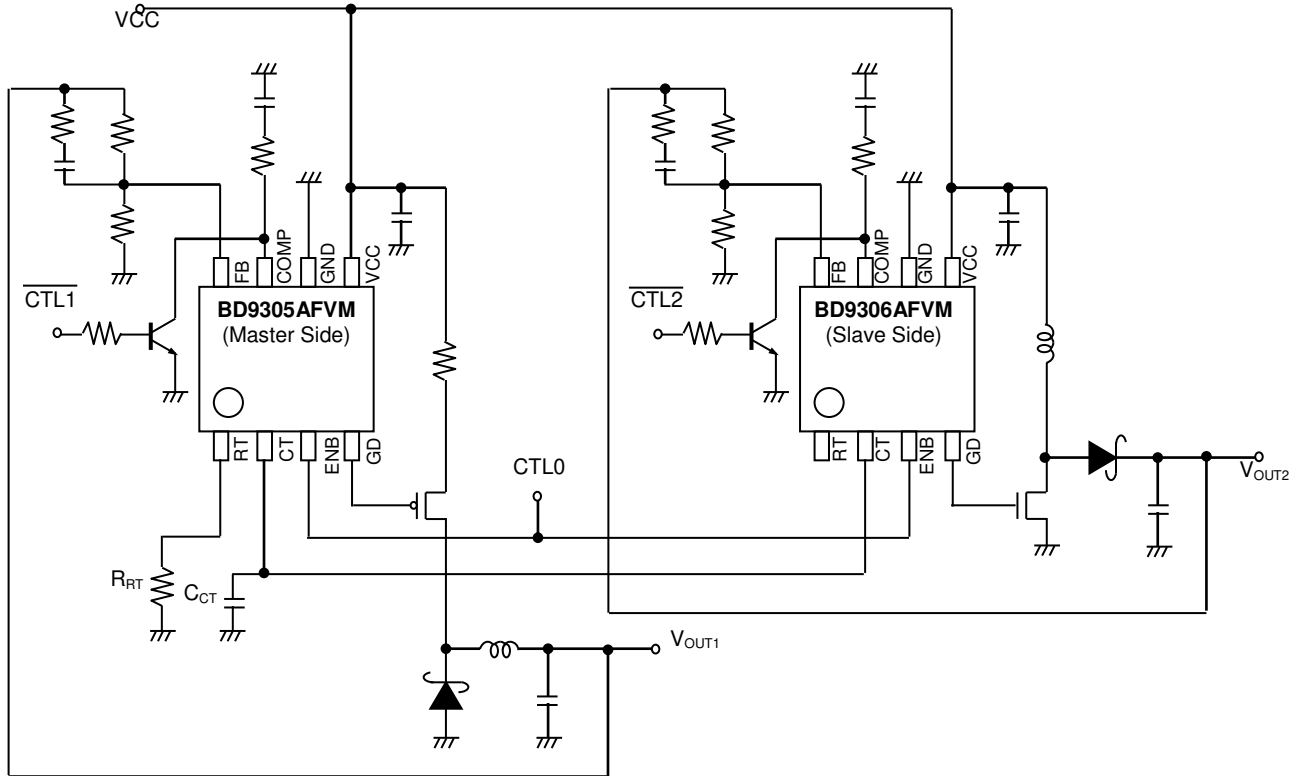 VCC
FB
COMP
GND
VCC
CTL1
BD9305AFVM
(Master Side)
RT
CT
ENB
GD
FB
COMP
GND
VCC
CTL2
BD9306AFVM
(Slave Side)
RT
CT
ENB
GD
CTL0
VOUT2
RRT
CCT
VOUT1